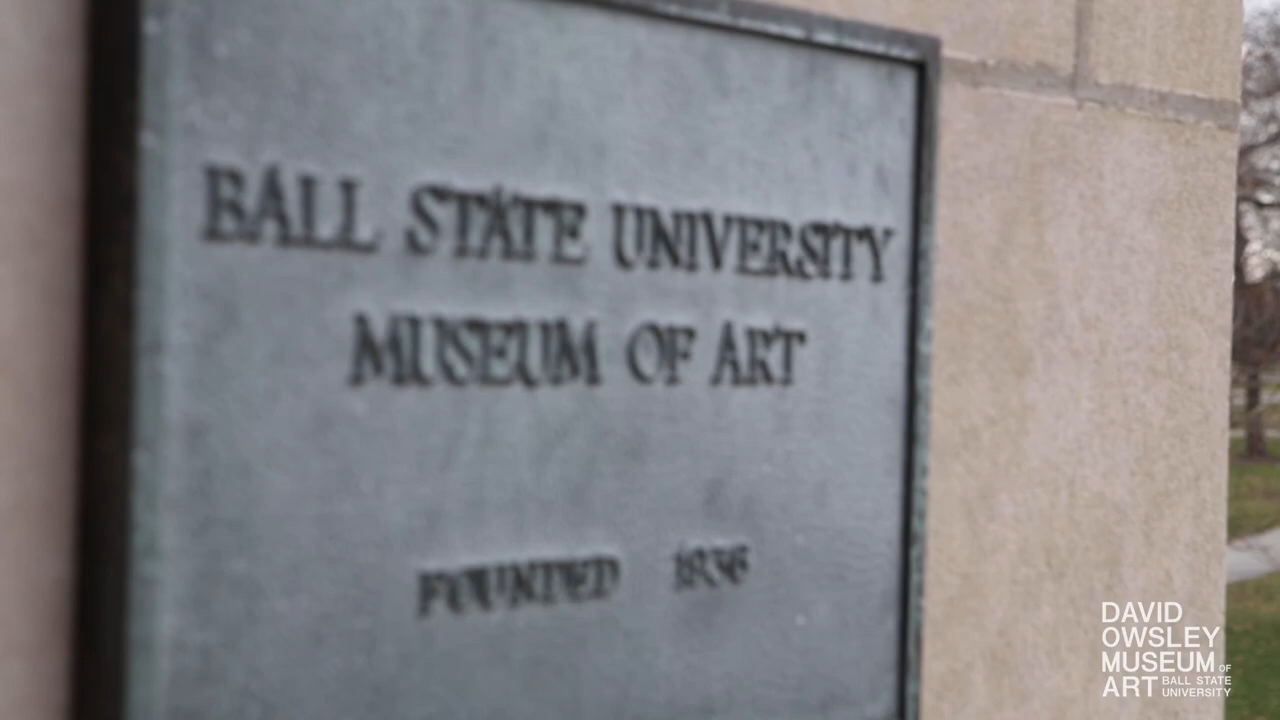 BALL STATE UNIVERSITY
MUSEUM OF ART
FOUNDED 1936
DAVID
OWSLEY
MUSEUM OF
ART BALL STATE
UNIVERSITY